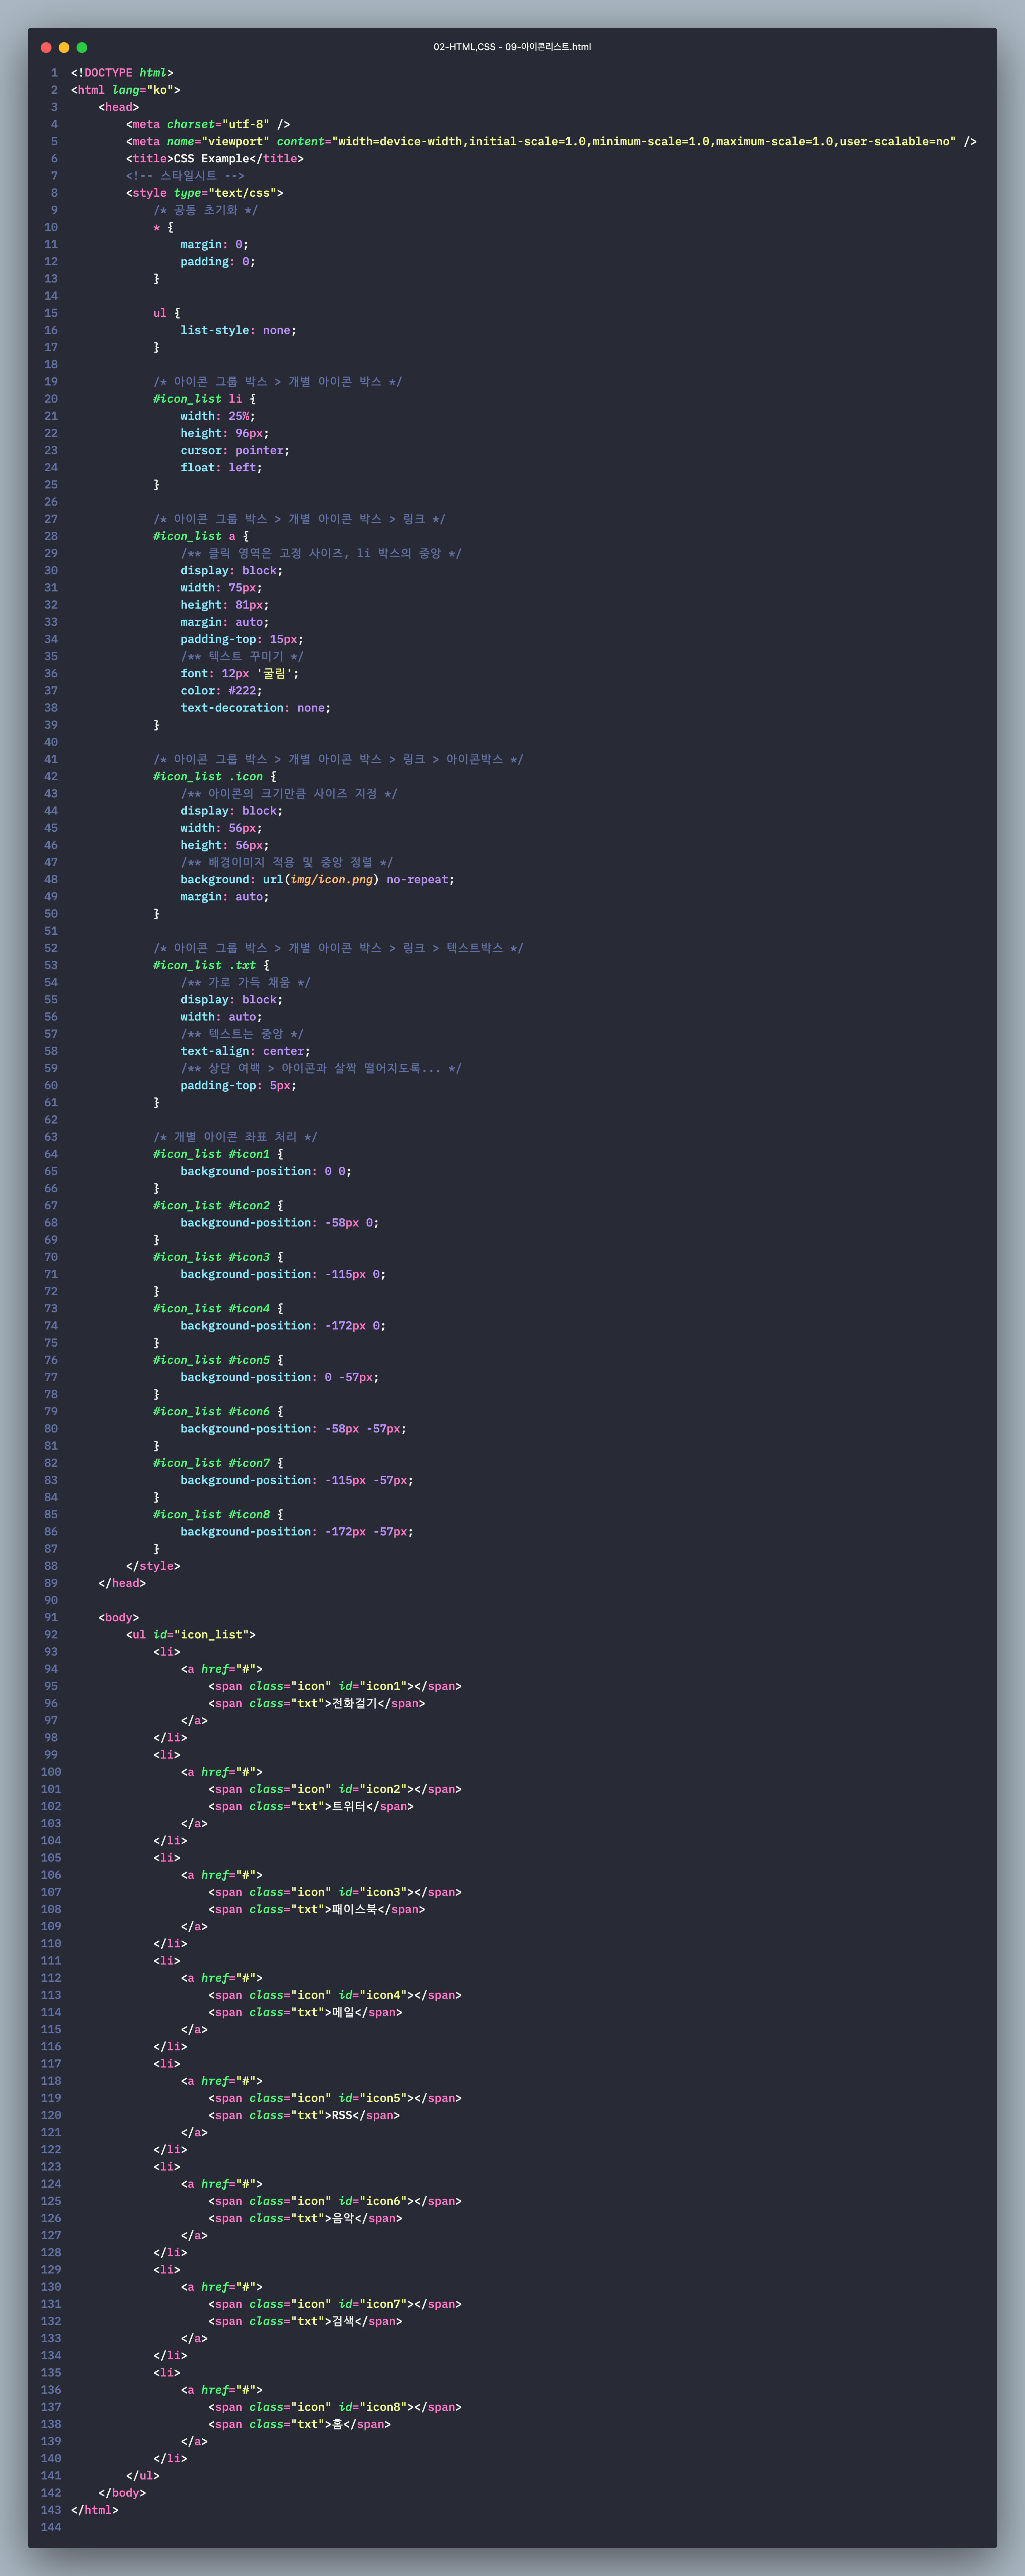 02-HTML,CSS - 09-아이콘리스트.html
1 <!DOCTYPE html>
2 <html lang="ko">
3     <head>
4         <meta charset="utf-8" />
5         <meta name="viewport" content="width=device-width,initial-scale=1.0,minimum-scale=1.0,maximum-scale=1.0,user-scalable=no" />
6         <title>CSS Example</title>
7         <!-- 스타일시트 -->
8         <style type="text/css">
9             /* 공통 초기화 */
10             * {
11                 margin: 0;
12                 padding: 0;
13             }
14
15             ul {
16                 list-style: none;
17             }
18
19             /* 아이콘 그룹 박스 > 개별 아이콘 박스 */
20             #icon_list li {
21                 width: 25%;
22                 height: 96px;
23                 cursor: pointer;
24                 float: left;
25             }
26
27             /* 아이콘 그룹 박스 > 개별 아이콘 박스 > 링크 */
28             #icon_list a {
29                 /** 클릭 영역은 고정 사이즈, li 박스의 중앙 */
30                 display: block;
31                 width: 75px;
32                 height: 81px;
33                 margin: auto;
34                 padding-top: 15px;
35                 /** 텍스트 꾸미기 */
36                 font: 12px '굴림';
37                 color: #222;
38                 text-decoration: none;
39             }
40
41             /* 아이콘 그룹 박스 > 개별 아이콘 박스 > 링크 > 아이콘박스 */
42             #icon_list .icon {
43                 /** 아이콘의 크기만큼 사이즈 지정 */
44                 display: block;
45                 width: 56px;
46                 height: 56px;
47                 /** 배경이미지 적용 및 중앙 정렬 */
48                 background: url(img/icon.png) no-repeat;
49                 margin: auto;
50             }
51
52             /* 아이콘 그룹 박스 > 개별 아이콘 박스 > 링크 > 텍스트박스 */
53             #icon_list .txt {
54                 /** 가로 가득 채움 */
55                 display: block;
56                 width: auto;
57                 /** 텍스트는 중앙 */
58                 text-align: center;
59                 /** 상단 여백 > 아이콘과 살짝 떨어지도록... */
60                 padding-top: 5px;
61             }
62
63             /* 개별 아이콘 좌표 처리 */
64             #icon_list #icon1 {
65                 background-position: 0 0;
66             }
67             #icon_list #icon2 {
68                 background-position: -58px 0;
69             }
70             #icon_list #icon3 {
71                 background-position: -115px 0;
72             }
73             #icon_list #icon4 {
74                 background-position: -172px 0;
75             }
76             #icon_list #icon5 {
77                 background-position: 0 -57px;
78             }
79             #icon_list #icon6 {
80                 background-position: -58px -57px;
81             }
82             #icon_list #icon7 {
83                 background-position: -115px -57px;
84             }
85             #icon_list #icon8 {
86                 background-position: -172px -57px;
87             }
88         </style>
89     </head>
90
91     <body>
92         <ul id="icon_list">
93             <li>
94                 <a href="#">
95                     <span class="icon" id="icon1"></span>
96                     <span class="txt">전화걸기</span>
97                 </a>
98             </li>
99             <li>
100                 <a href="#">
101                     <span class="icon" id="icon2"></span>
102                     <span class="txt">트위터</span>
103                 </a>
104             </li>
105             <li>
106                 <a href="#">
107                     <span class="icon" id="icon3"></span>
108                     <span class="txt">패이스북</span>
109                 </a>
110             </li>
111             <li>
112                 <a href="#">
113                     <span class="icon" id="icon4"></span>
114                     <span class="txt">메일</span>
115                 </a>
116             </li>
117             <li>
118                 <a href="#">
119                     <span class="icon" id="icon5"></span>
120                     <span class="txt">RSS</span>
121                 </a>
122             </li>
123             <li>
124                 <a href="#">
125                     <span class="icon" id="icon6"></span>
126                     <span class="txt">음악</span>
127                 </a>
128             </li>
129             <li>
130                 <a href="#">
131                     <span class="icon" id="icon7"></span>
132                     <span class="txt">검색</span>
133                 </a>
134             </li>
135             <li>
136                 <a href="#">
137                     <span class="icon" id="icon8"></span>
138                     <span class="txt">홈</span>
139                 </a>
140             </li>
141         </ul>
142     </body>
143 </html>
144